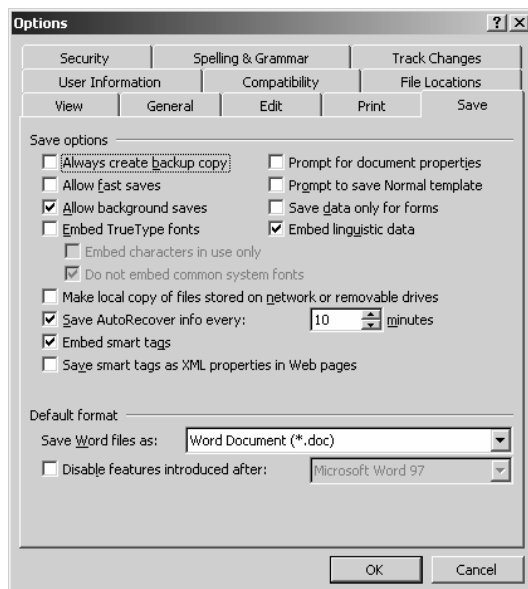 Options
Security Spelling & Grammar Track Changes
User Information Compatibility File Locations
View General Edit Print Save
Save options
Always create backup copy Prompt for document properties
Allow fast saves Prompt to save Normal template
Allow background saves Save data only for forms
Embed TrueType fonts Embed linguistic data
Embed characters in use only
Do not embed common system fonts
Make local copy of files stored on network or removable drives
Save AutoRecover info every: 10 minutes
Embed smart tags
Save smart tags as XML properties in Web pages
Default format
Save Word files as: Word Document (*.doc)
Disable features introduced after: Microsoft Word 97
OK Cancel